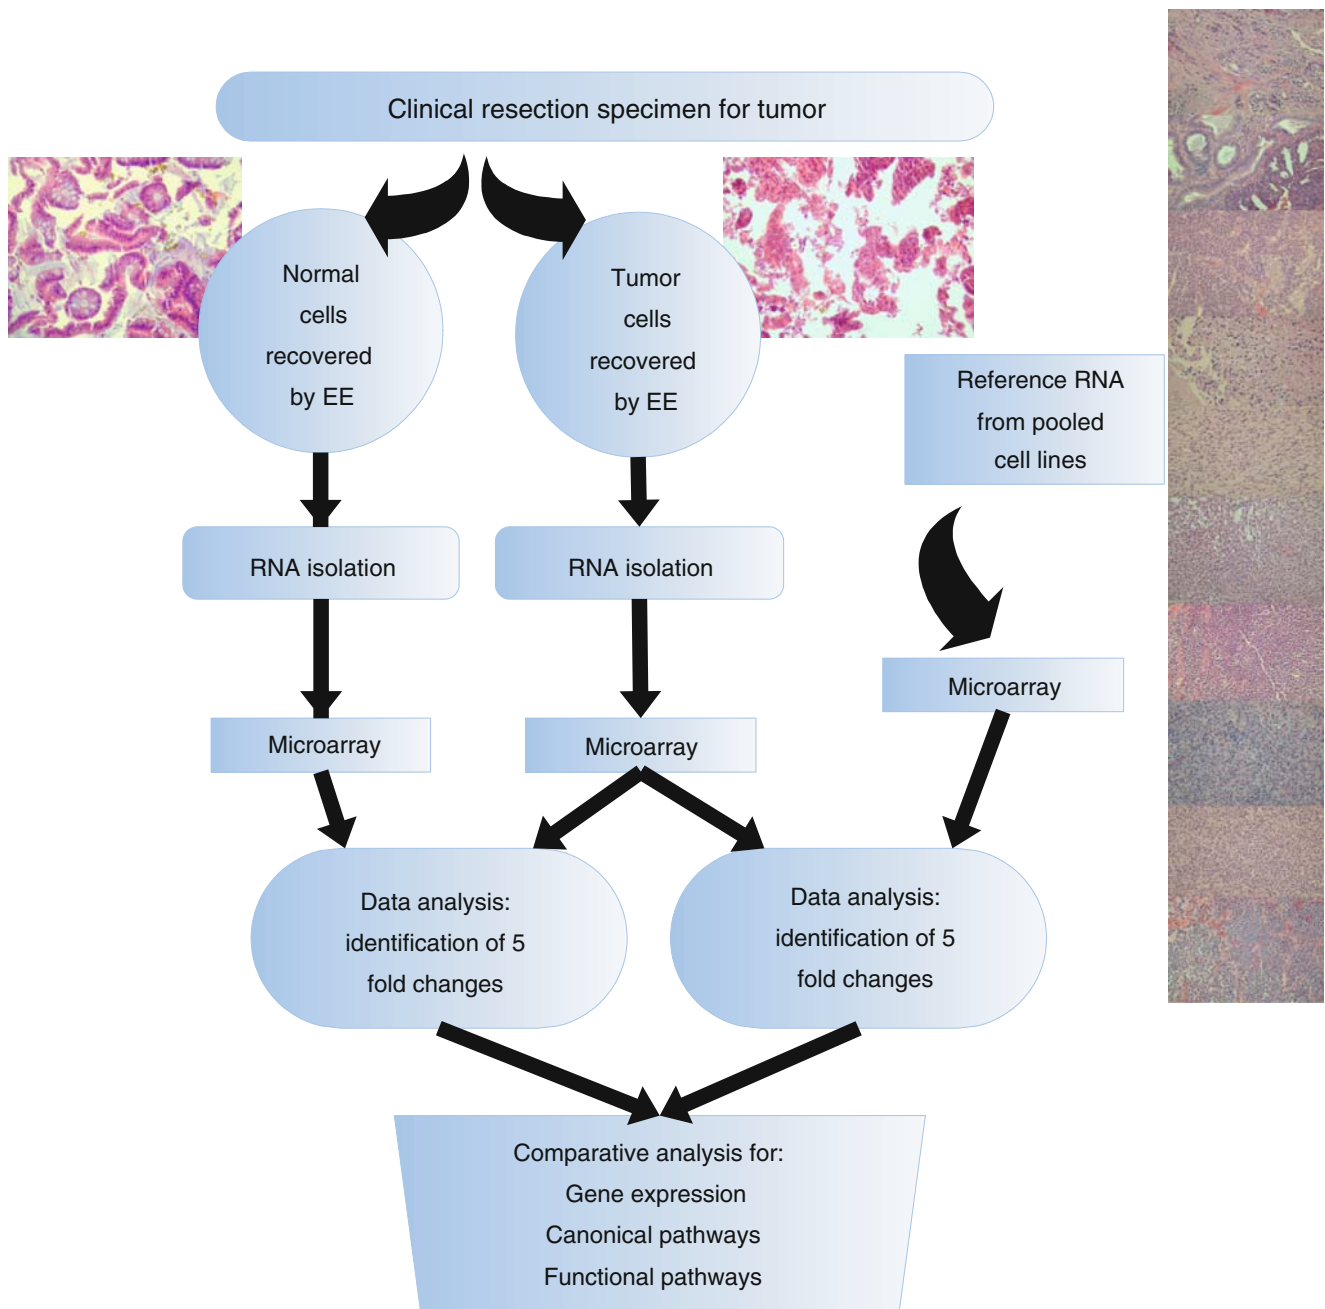 Clinical resection specimen for tumor
Normal
cells
recovered
by EE
Tumor
cells
recovered
by EE
Reference RNA
from pooled
cell lines
RNA isolation
RNA isolation
Microarray
Microarray
Microarray
Data analysis:
identification of 5
fold changes
Data analysis:
identification of 5
fold changes
Comparative analysis for:
Gene expression
Canonical pathways
Functional pathways